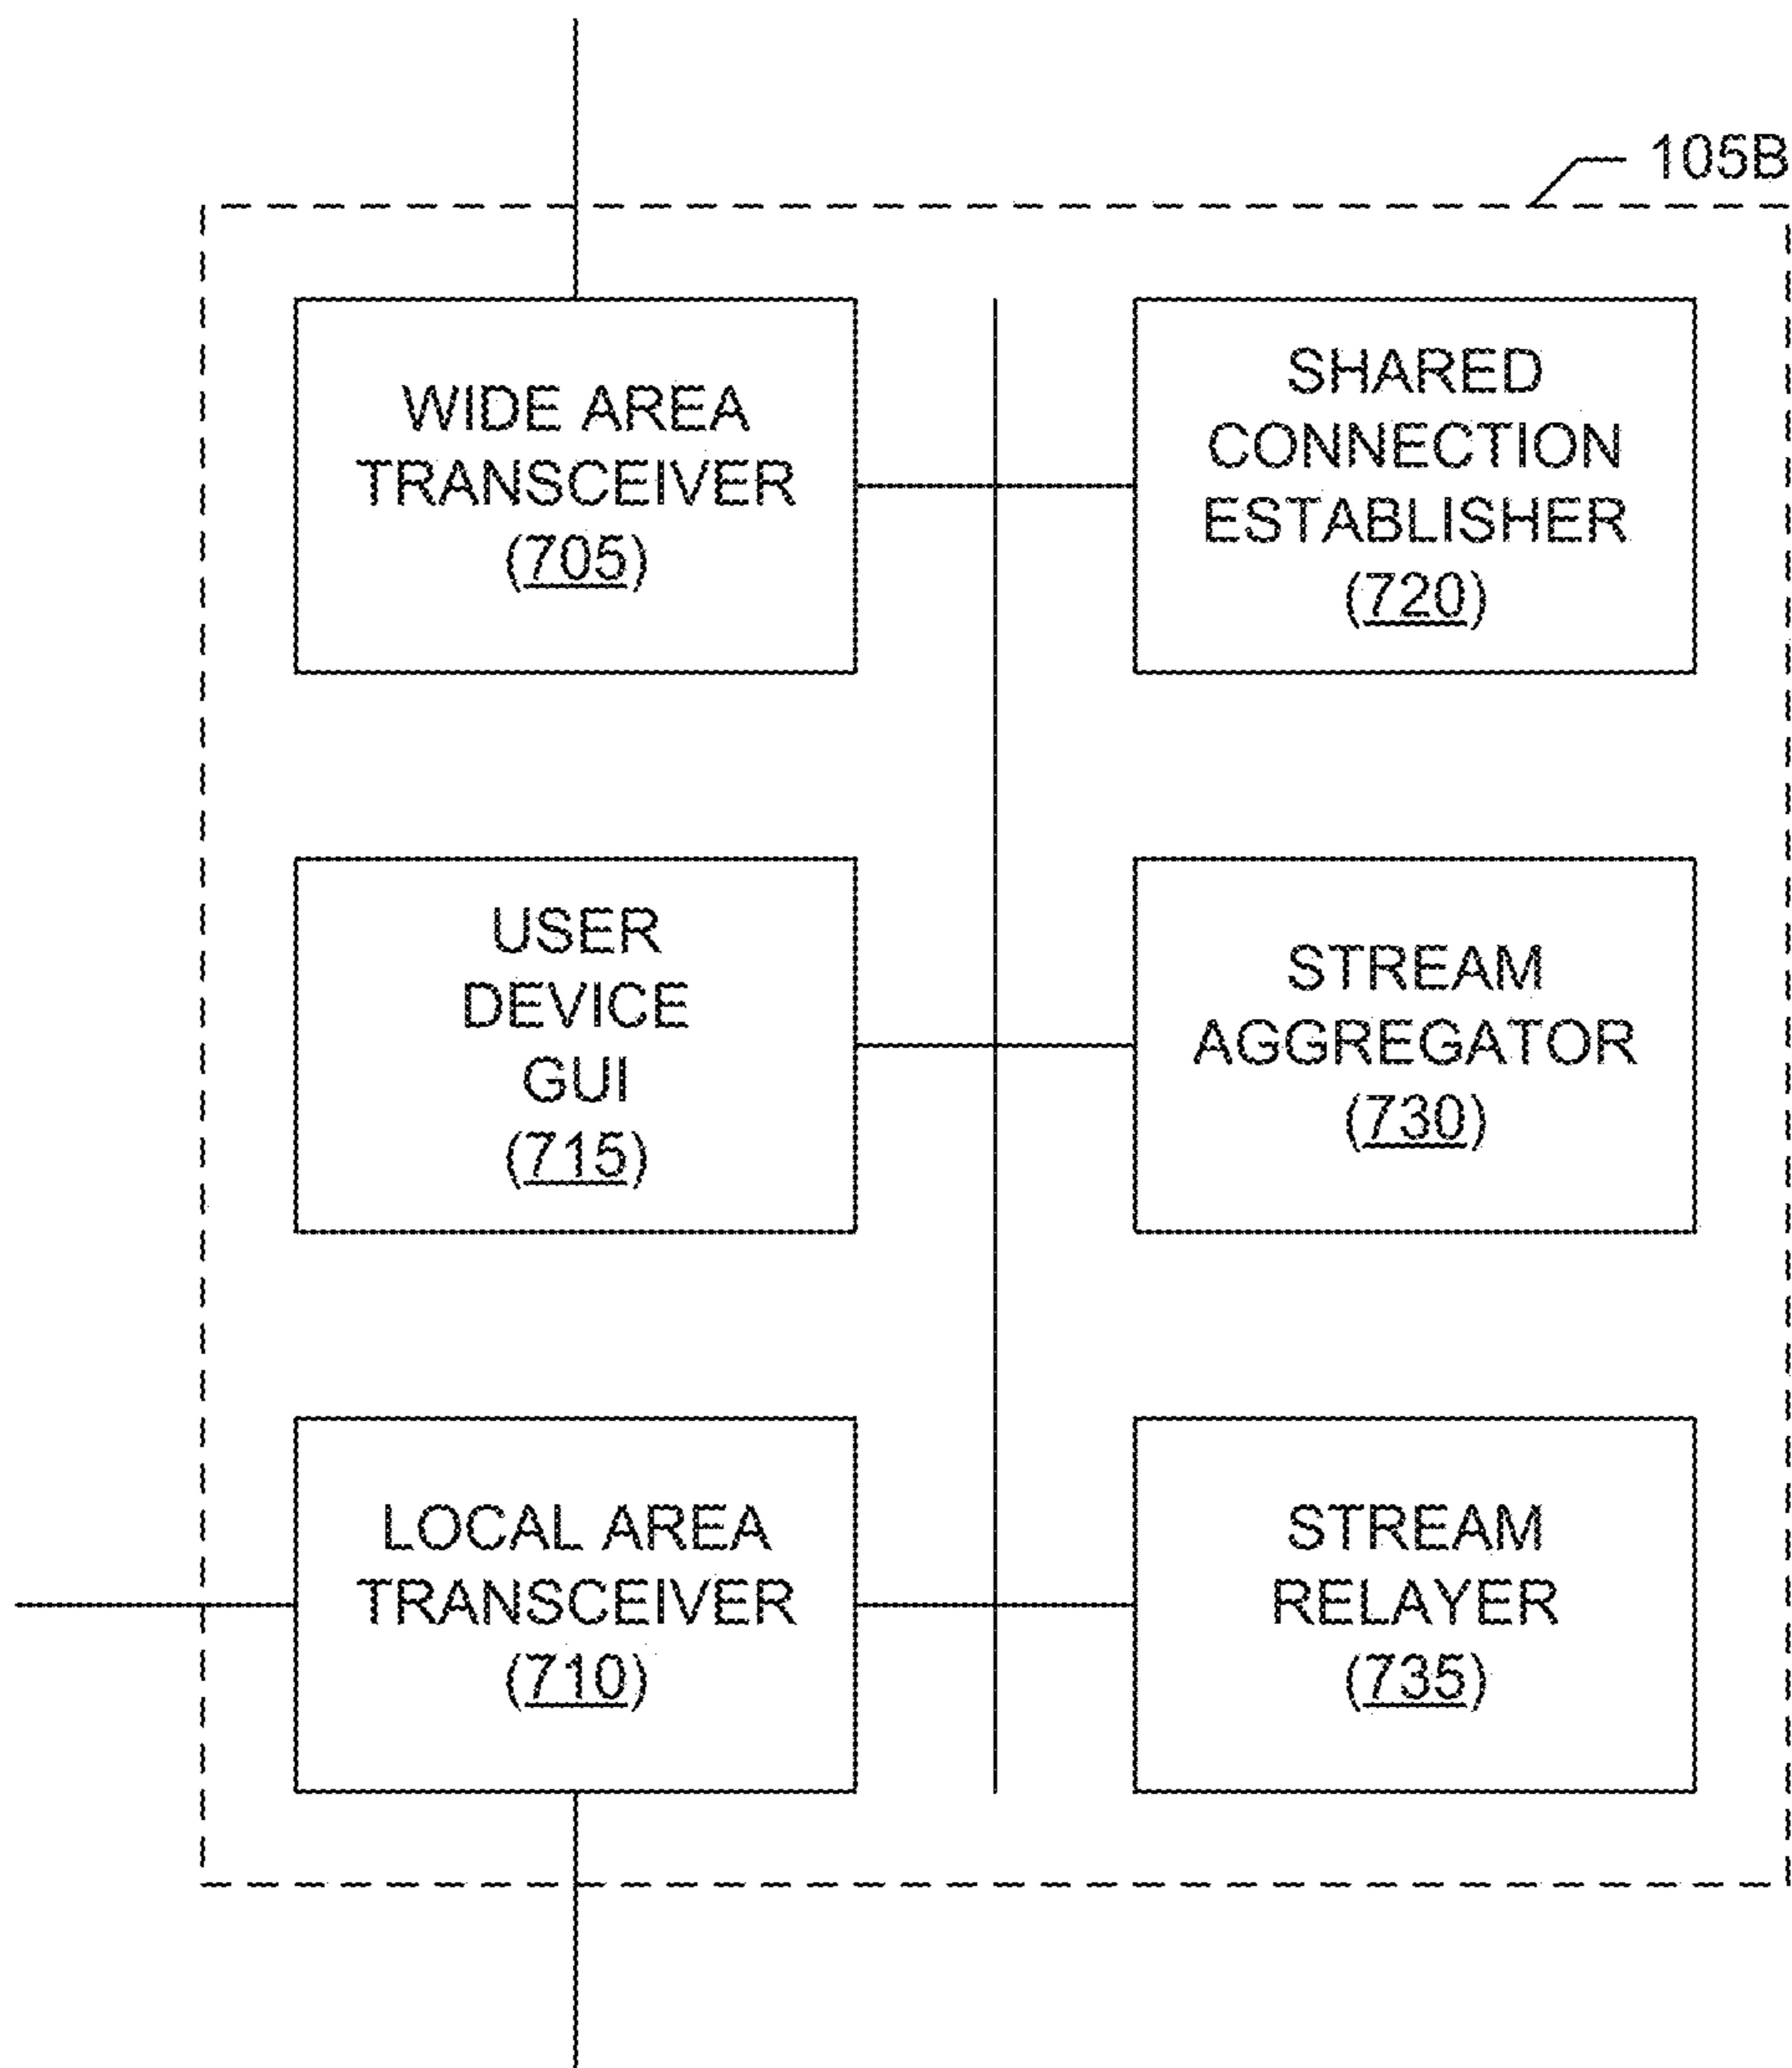 105B
WIDE AREA
TRANSCEIVER
(705)
SHARED
CONNECTION
ESTABLISHER
(720)
USER
DEVICE
GUI
(715)
STREAM
AGGREGATOR
(730)
LOCAL AREA
TRANSCEIVER
(710)
STREAM
RELAYER
(735)